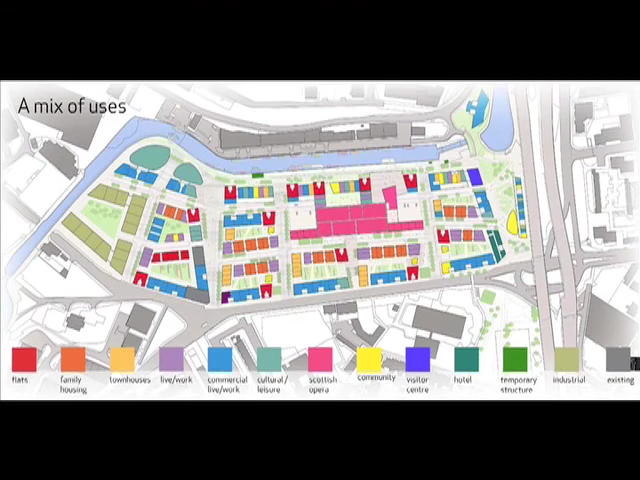 A mix of uses
flats
family
housing
townhouses
live/work
commercial
live/work
cultural/
leisure
scottish
opera
community
visitor
centre
hotel
temporary
structure
industrial
existing